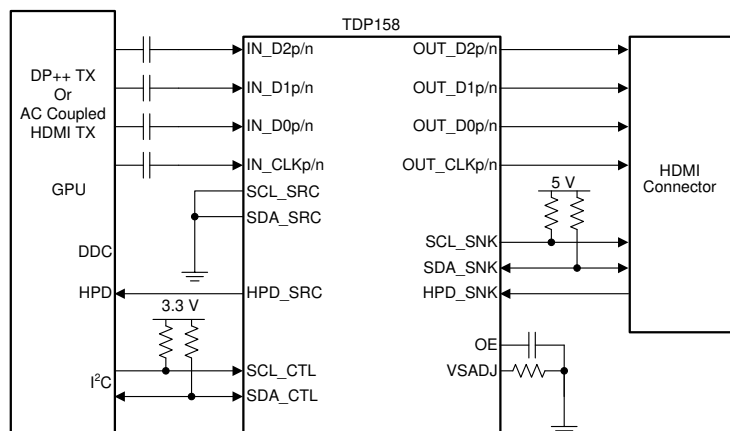 TDP158
DP++ TX
Or
AC Coupled
HDMI TX
GPU
DDC
HPD
I²C
IN_D2p/n
IN_D1p/n
IN_D0p/n
IN_CLKp/n
SCL_SRC
SDA_SRC
HPD_SRC
3.3 V
SCL_CTL
SDA_CTL
OUT_D2p/n
OUT_D1p/n
OUT_D0p/n
OUT_CLKp/n
5 V
SCL_SNK
SDA_SNK
HPD_SNK
OE
VSADJ
HDMI
Connector